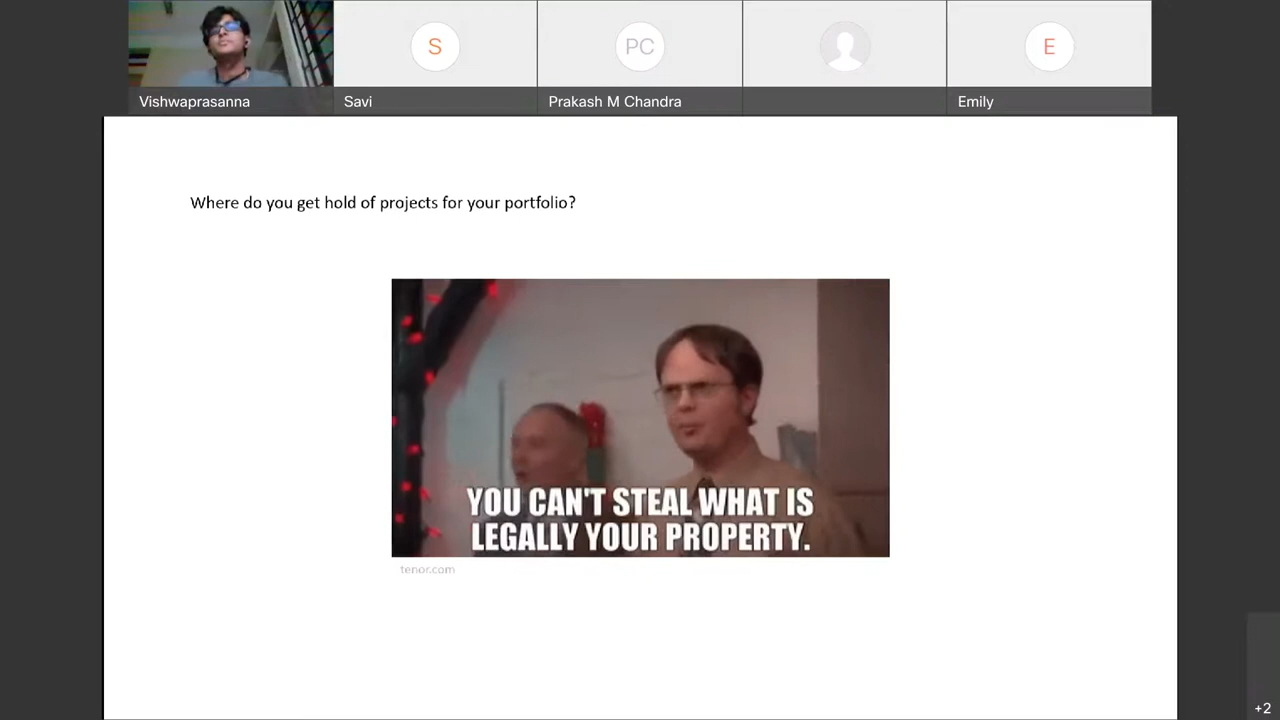 S
PC
E
Vishwaprasanna
Savi
Prakash M Chandra
Emily
Where do you get hold of projects for your portfolio?
YOU CAN'T STEAL WHAT IS
LEGALLY YOUR PROPERTY.
tenor.com
+2